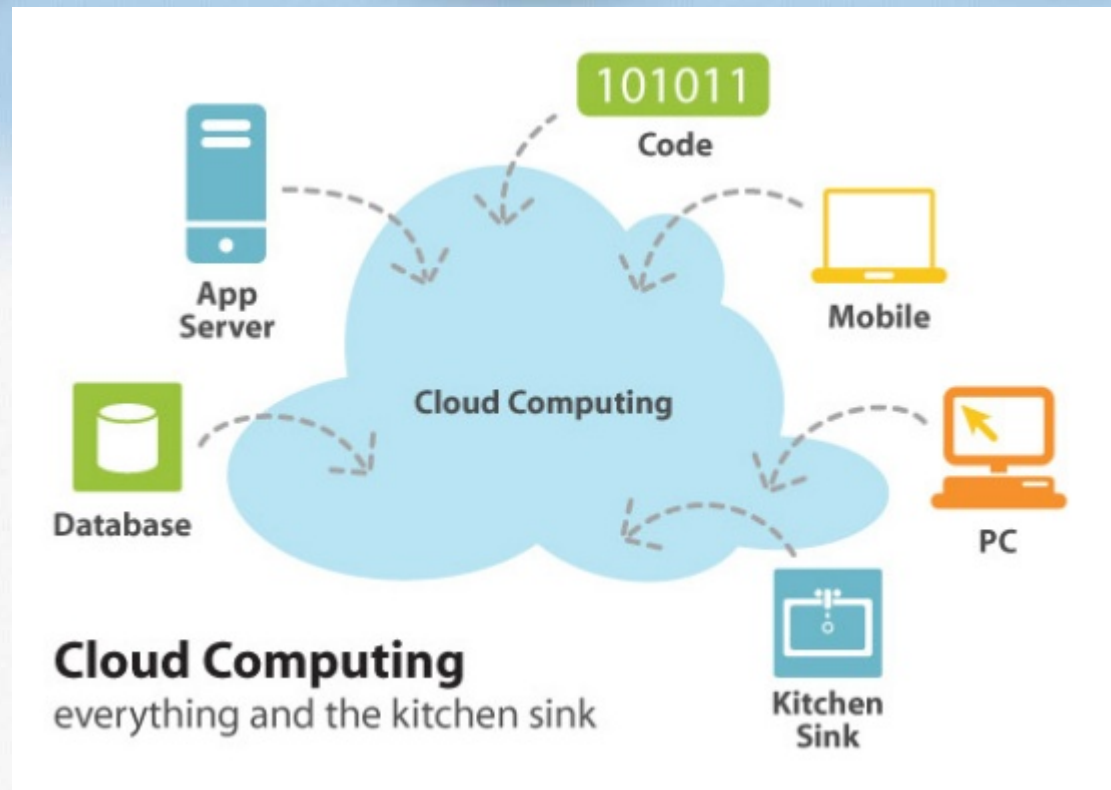 101011
Code
App
Server
Mobile
Cloud Computing
Database
PC
Kitchen
Sink
Cloud Computing
everything and the kitchen sink